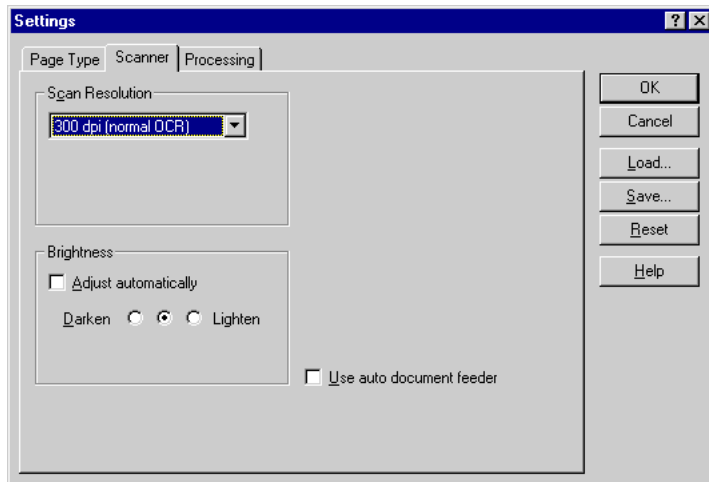 Settings
Page Type Scanner Processing
Scan Resolution
300 dpi (normal OCR)
Brightness
Adjust automatically
Darken Lighten
Use auto document feeder
OK
Cancel
Load...
Save...
Reset
Help